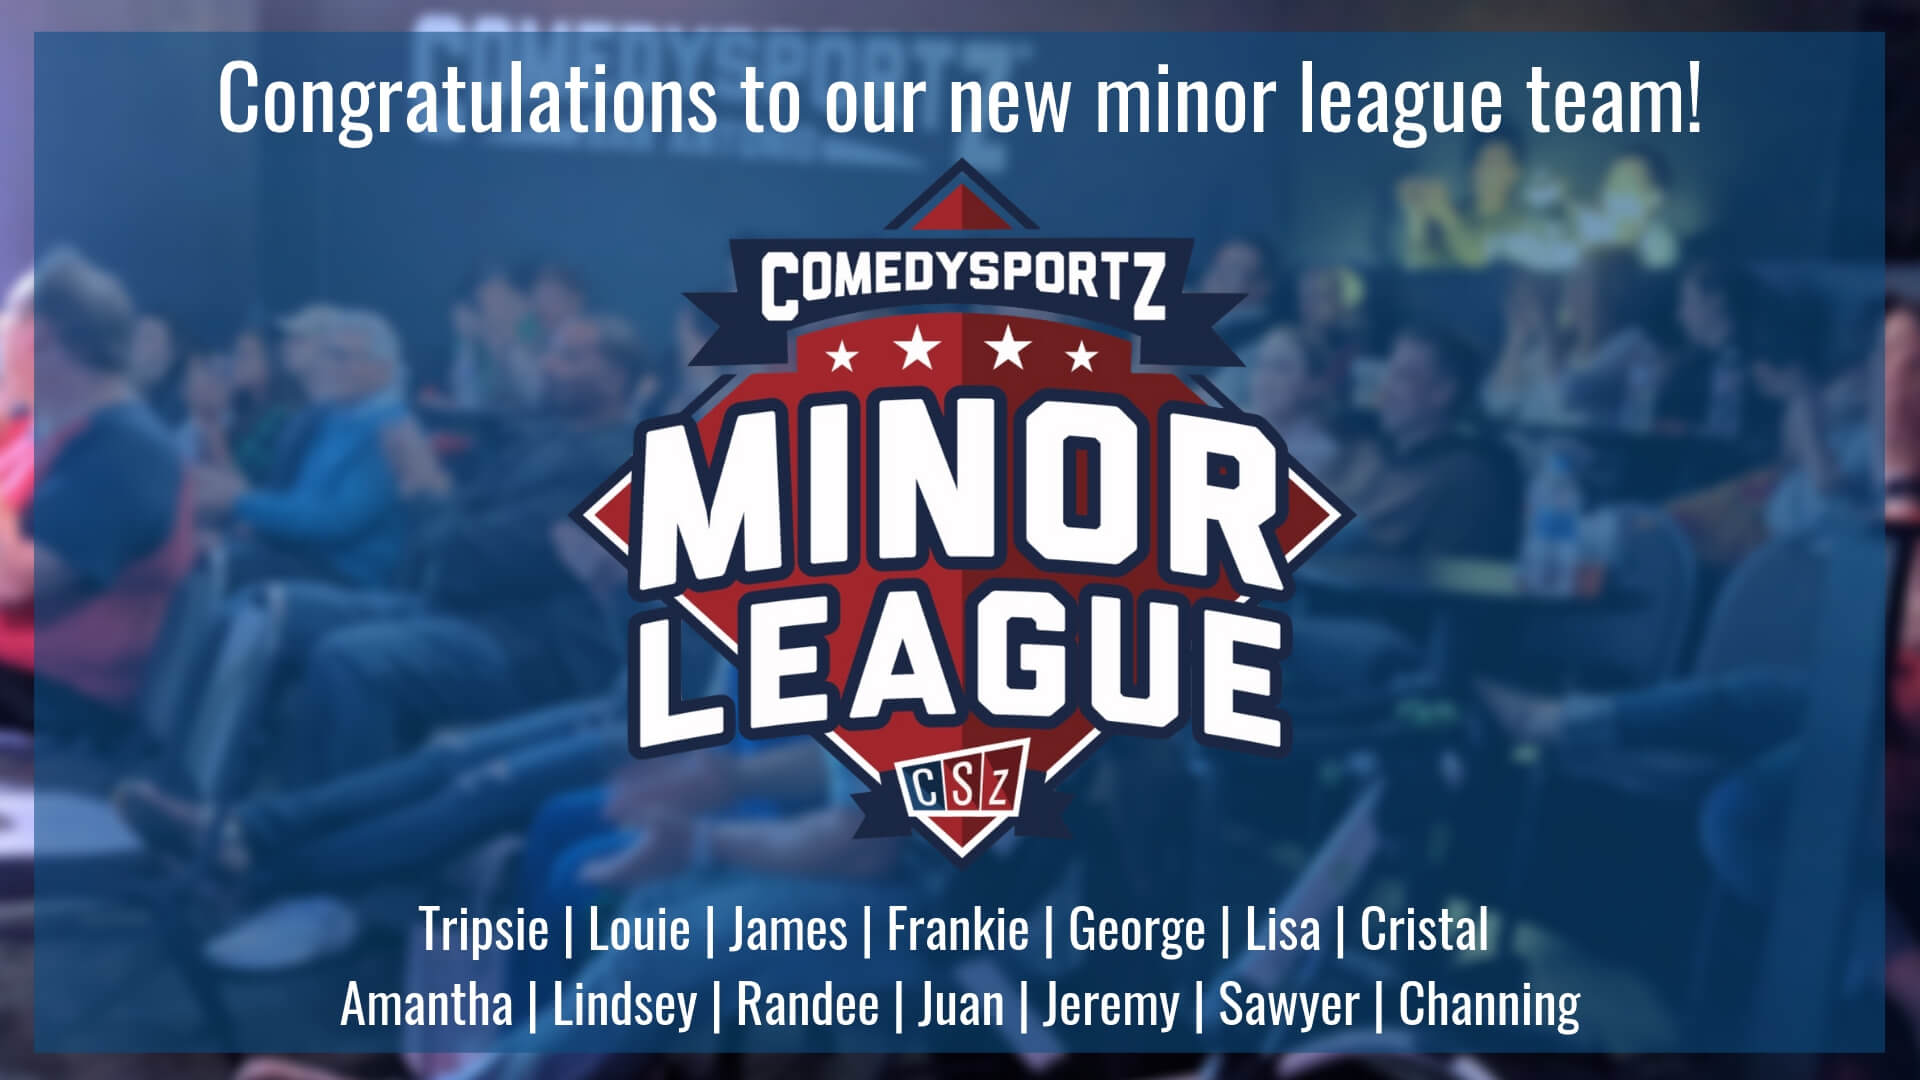 Congratulations to our new minor league team!
COMEDYSPORTZ
COMEDYSPORTZ
MINOR
LEAGUE
CSZ
Tripsie | Louie | James | Frankie | George | Lisa | Cristal
Amantha | Lindsey | Randee | Juan | Jeremy | Sawyer | Channing